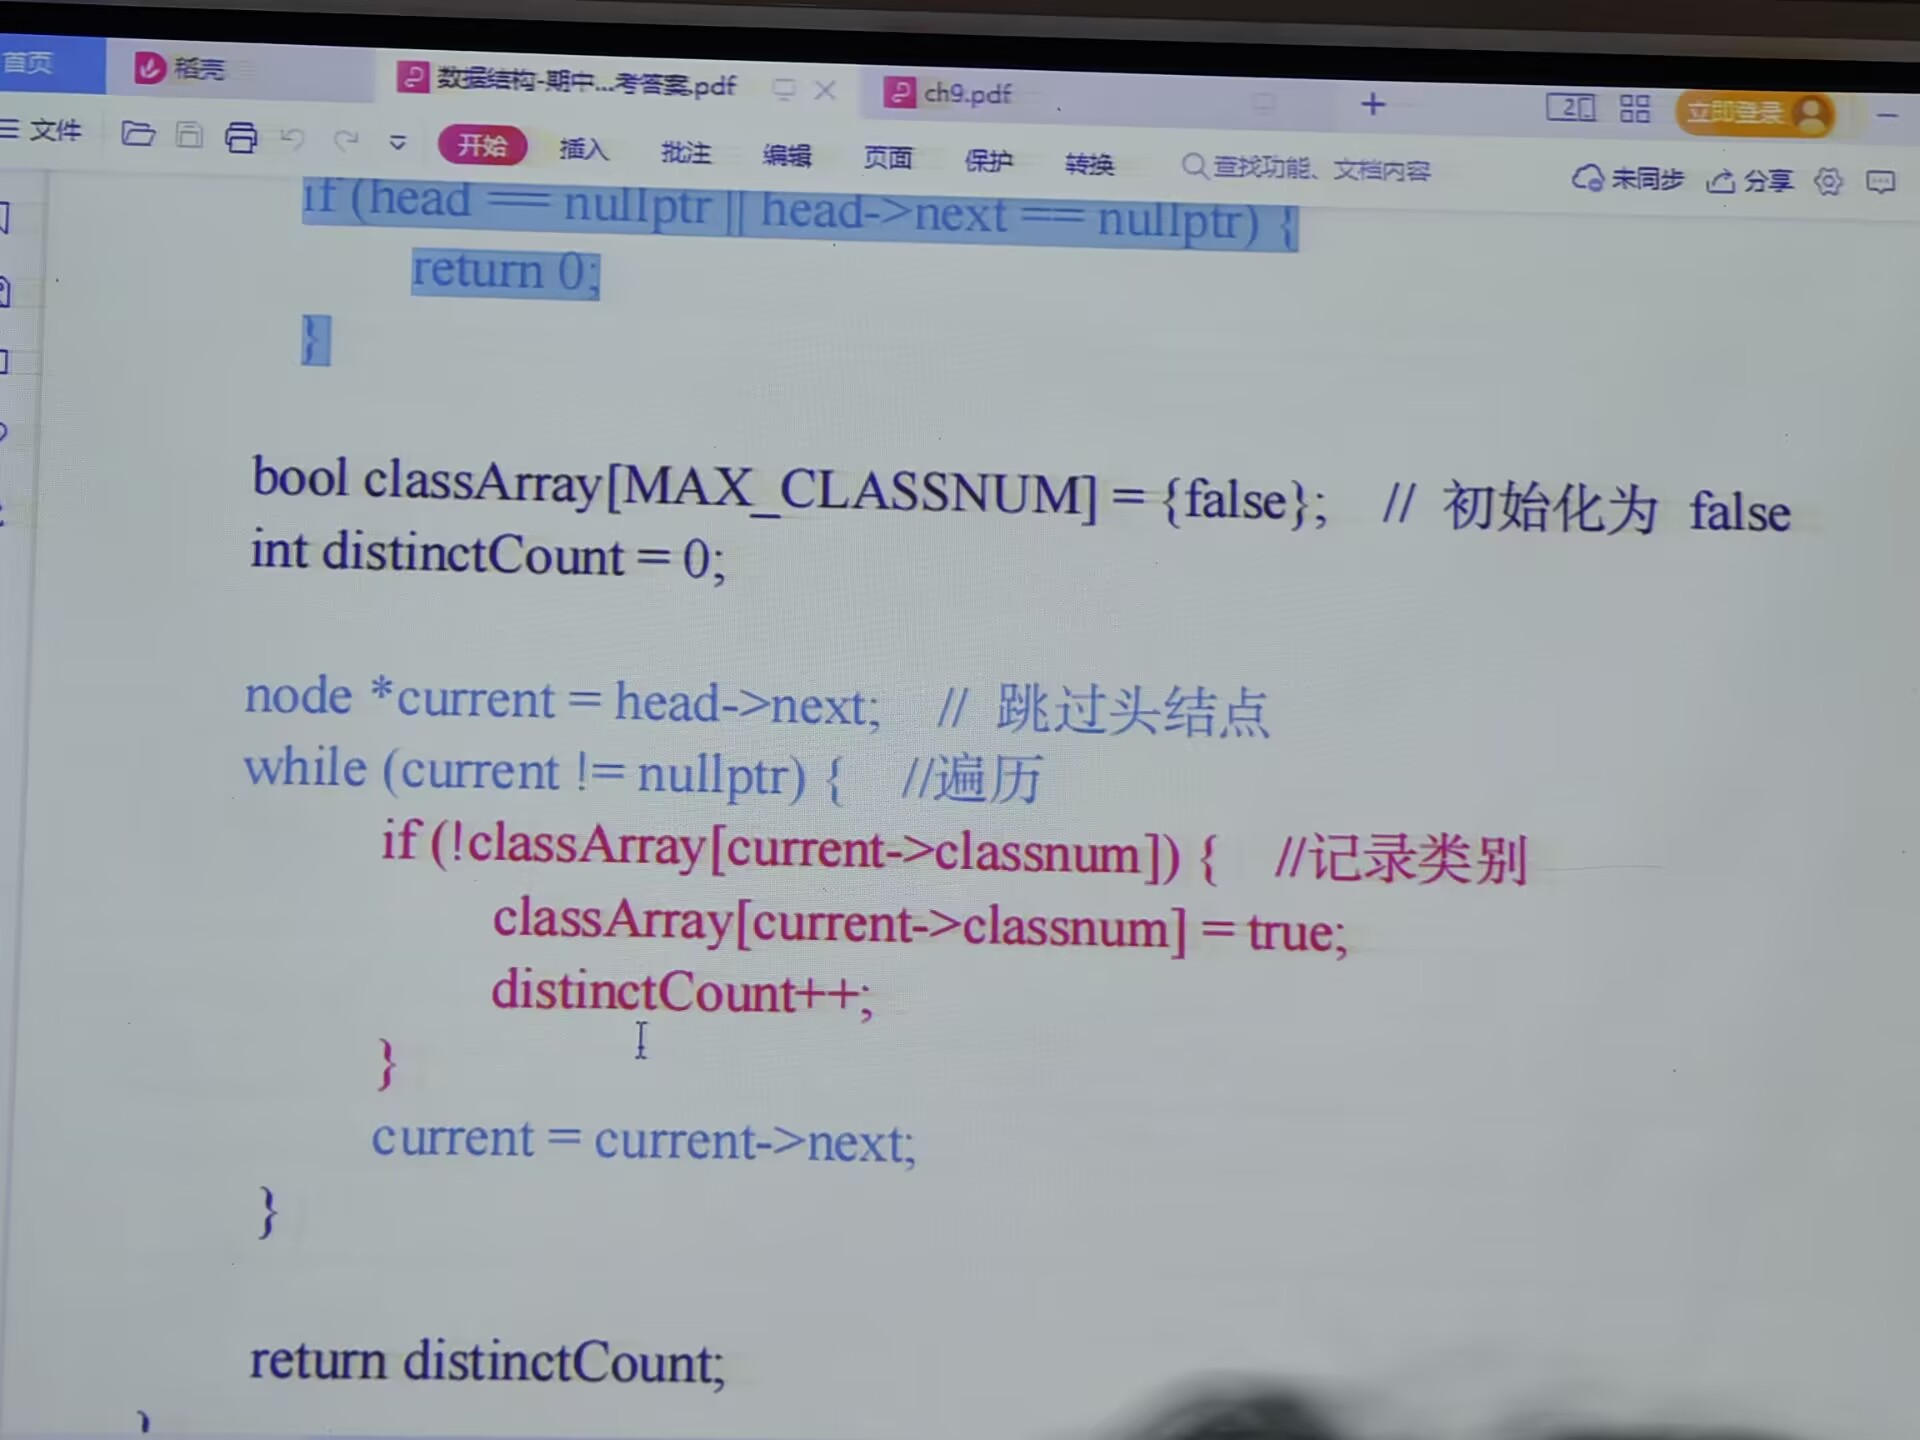 首页
稻壳
数据结构-期中...考答案.pdf
ch9.pdf
立即登录
文件
开始
插入
批注
编辑
页面
保护
转换
查找功能、文档内容
未同步
分享
if (head == nullptr || head->next == nullptr) {
return 0;
}
bool classArray[MAX_CLASSNUM] = {false}; // 初始化为 false
int distinctCount = 0;
node *current = head->next; // 跳过头结点
while (current != nullptr) { //遍历
if (!classArray[current->classnum]) { //记录类别
classArray[current->classnum] = true;
distinctCount++;
}
current = current->next;
}
return distinctCount;